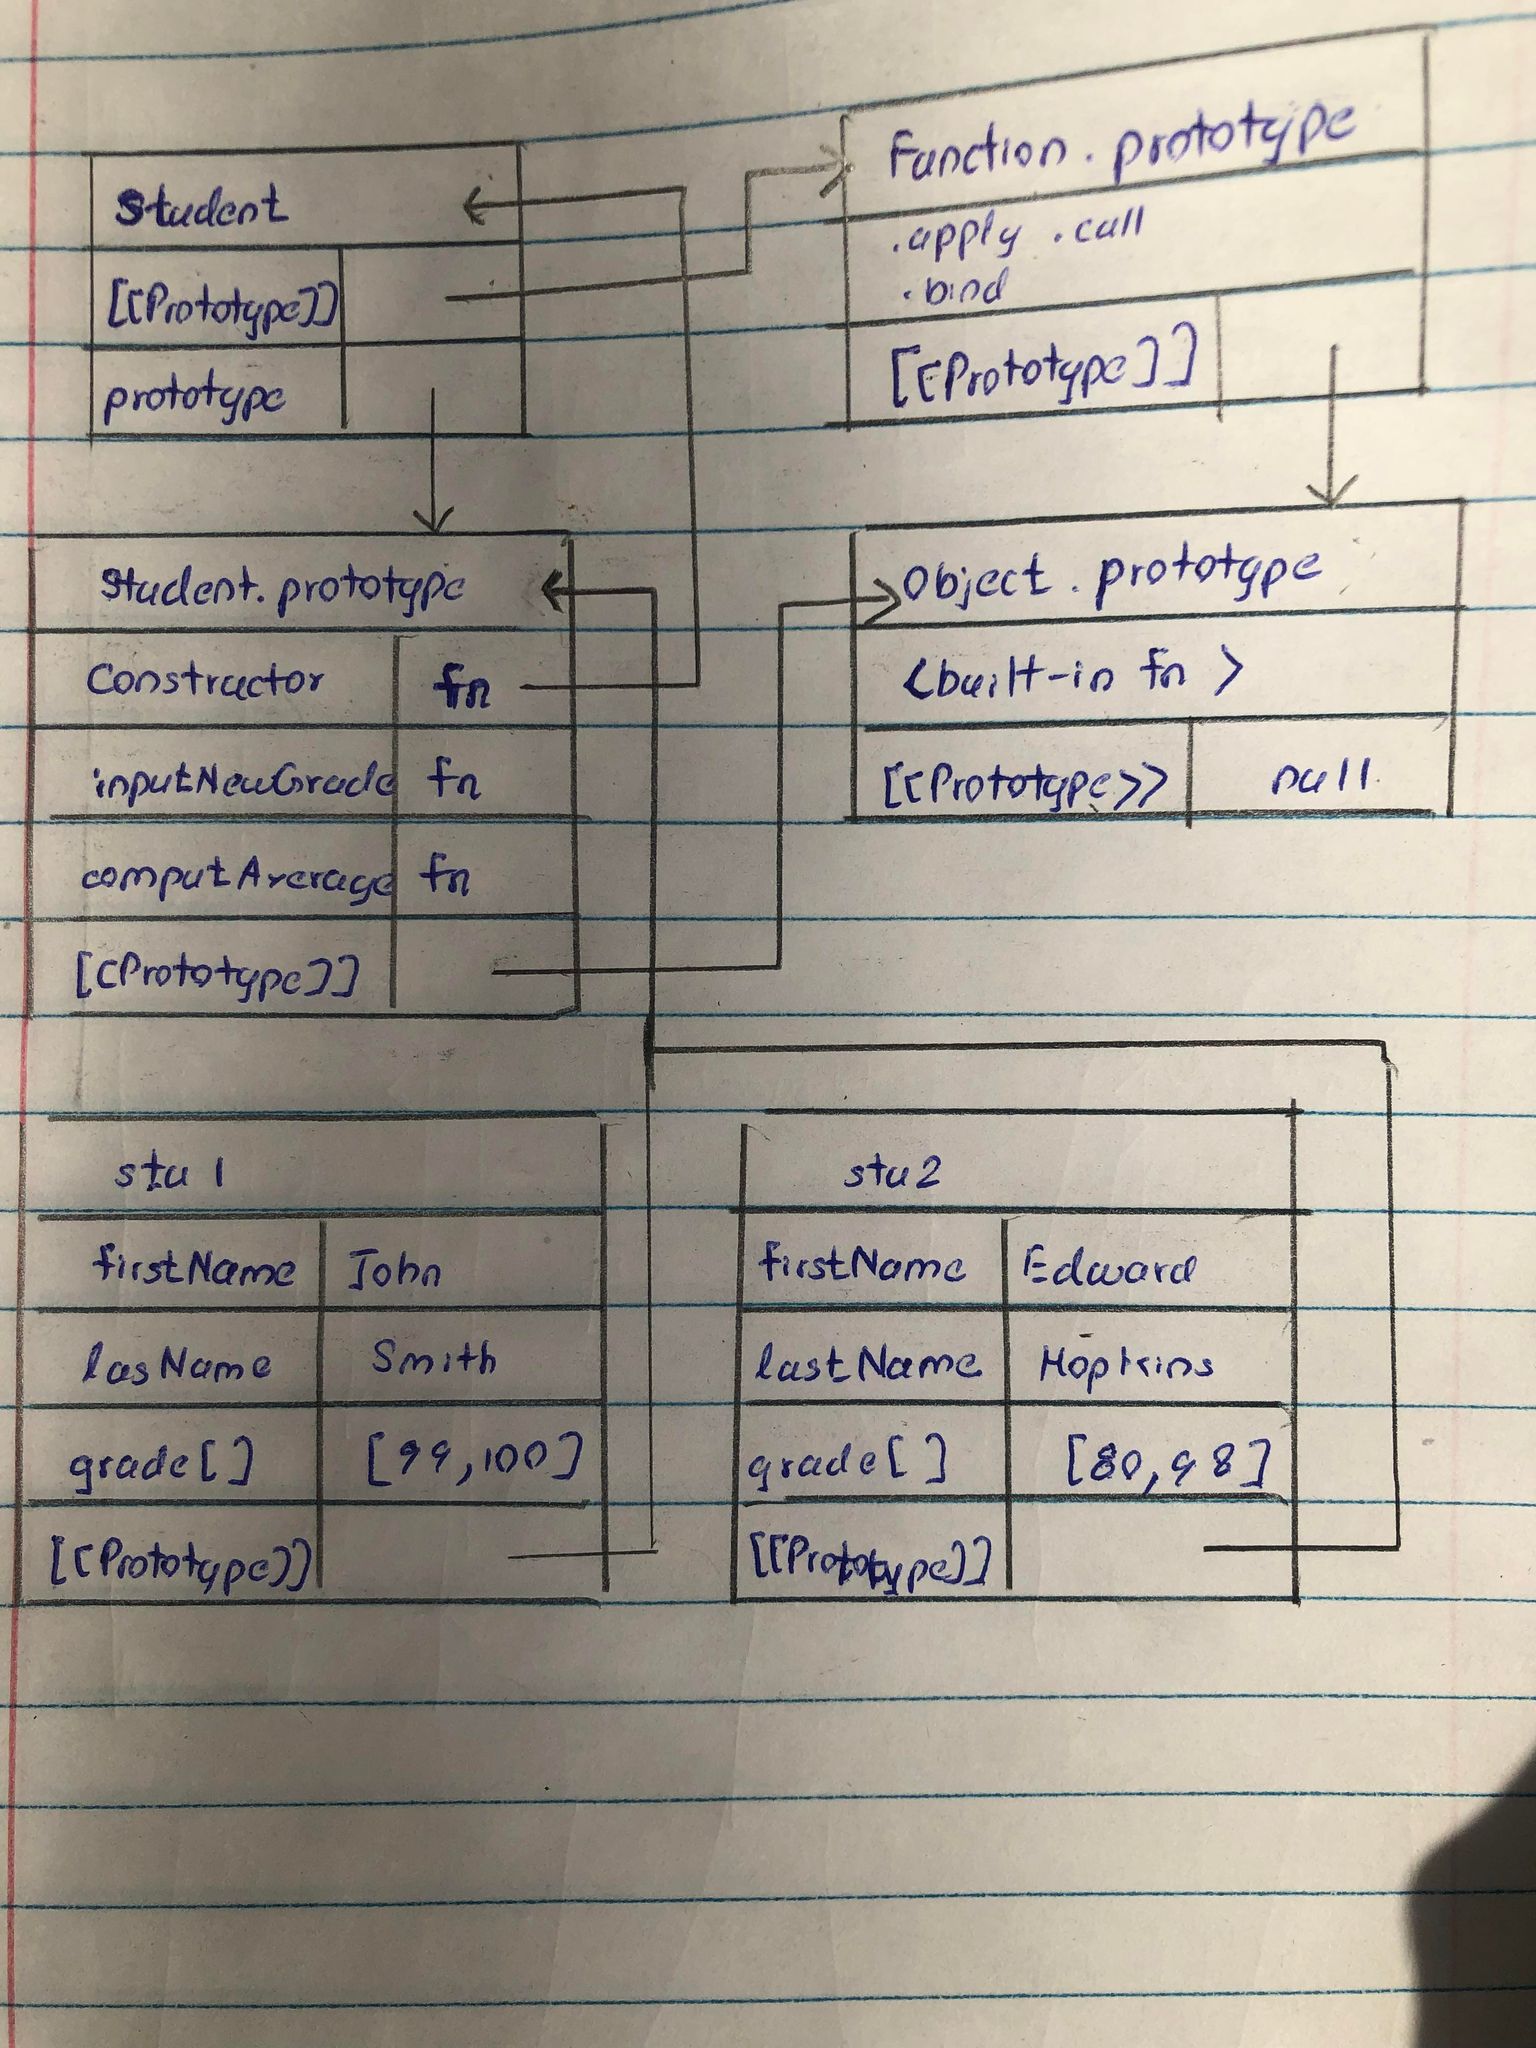 Student
[[Prototype]]
prototype
Function.prototype
.apply .call
.bind
[[Prototype]]
Student.prototype
Constructor fn
inputNewGrade fn
computAverage fn
[[Prototype]]
Object.prototype
<built-in fn >
[[Prototype>> null
stu 1
firstName John
lasName Smith
grade[] [99,100]
[[Prototype]]
stu2
firstName Edward
lastName Hopkins
grade[] [80,98]
[[Prototype]]